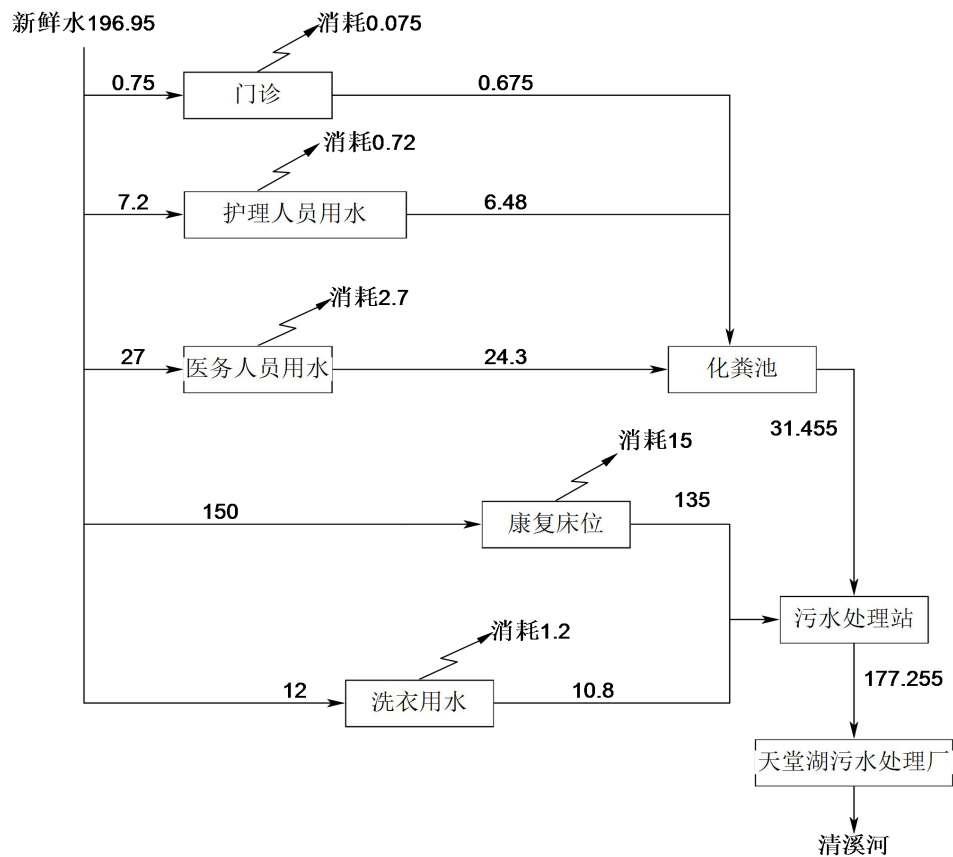 新鲜水196.95
消耗0.075
0.75
门诊
0.675
消耗0.72
7.2
护理人员用水
6.48
消耗2.7
27
医务人员用水
24.3
化粪池
31.455
消耗15
150
康复床位
135
污水处理站
消耗1.2
12
洗衣用水
10.8
177.255
天堂湖污水处理厂
清溪河